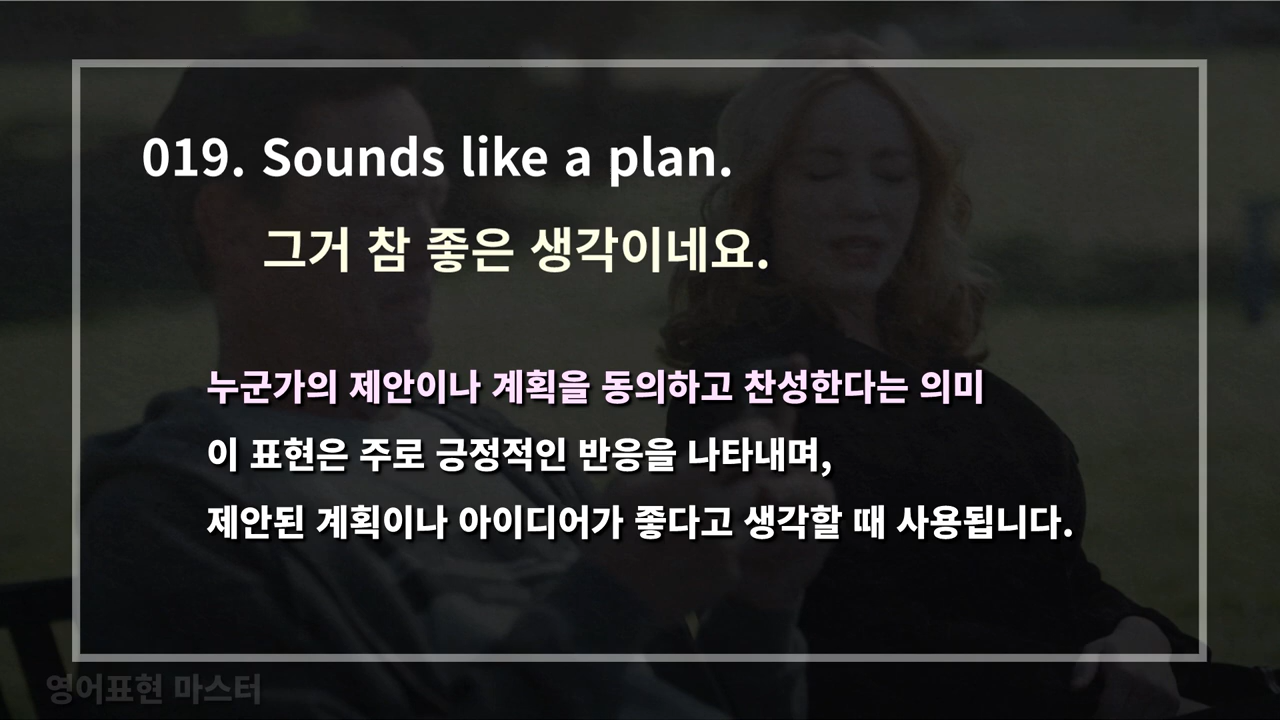 019. Sounds like a plan.
그거 참 좋은 생각이네요.
누군가의 제안이나 계획을 동의하고 찬성한다는 의미
이 표현은 주로 긍정적인 반응을 나타내며,
제안된 계획이나 아이디어가 좋다고 생각할 때 사용됩니다.
영어표현 마스터